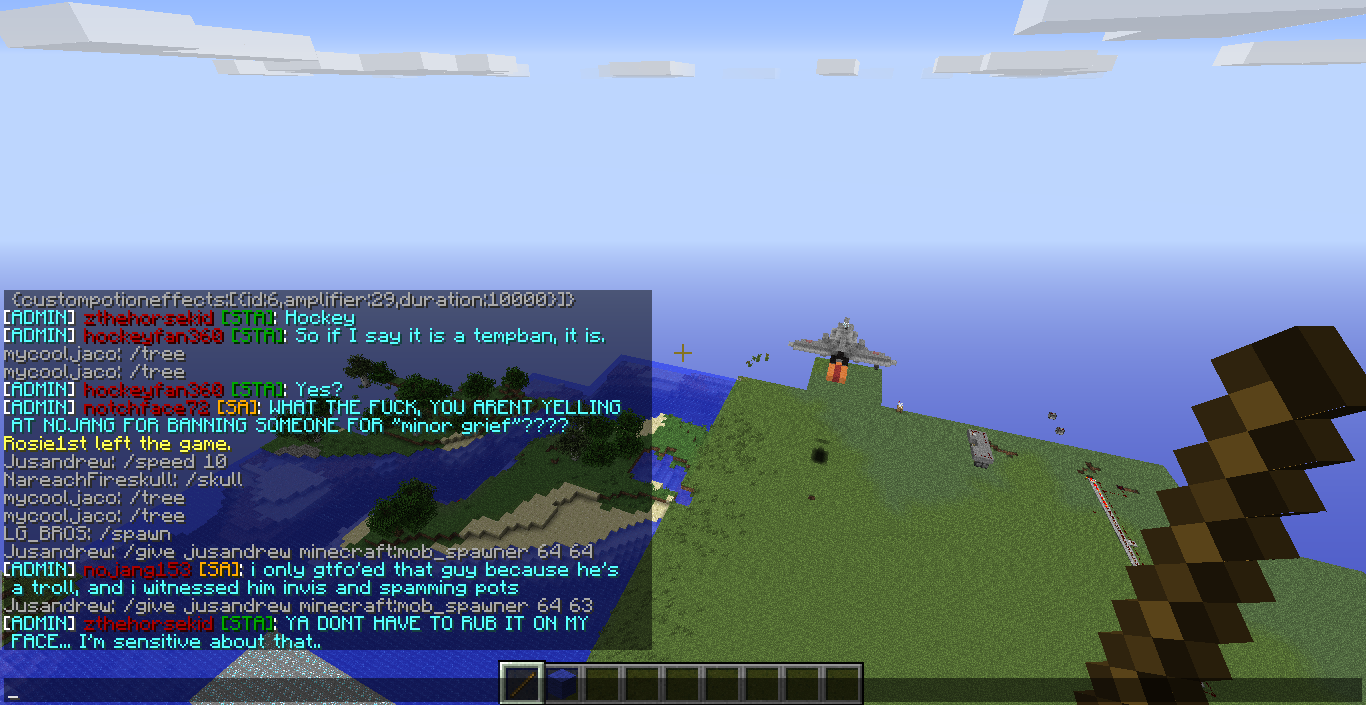 {custompotioneffects:[{id:6,amplifier:29,duration:10000}]}
[ADMIN] zthehorsekid [STA]: Hockey
[ADMIN] hockeyfan360 [STA]: So if I say it is a tempban, it is.
mycooljaco: /tree
mycooljaco: /tree
[ADMIN] hockeyfan360 [STA]: Yes?
[ADMIN] notchface72 [SA]: WHAT THE FUCK, YOU ARENT YELLING
AT NOJANG FOR BANNING SOMEONE FOR "minor grief"????
Rosie1st left the game.
Jusandrew: /speed 10
NareachFireskull: /skull
mycooljaco: /tree
mycooljaco: /tree
LG_BROS: /spawn
Jusandrew: /give jusandrew minecraft:mob_spawner 64 64
[ADMIN] nojang153 [SA]: i only gtfo'ed that guy because he's
a troll, and i witnessed him invis and spamming pots
Jusandrew: /give jusandrew minecraft:mob_spawner 64 63
[ADMIN] zthehorsekid [STA]: YA DONT HAVE TO RUB IT ON MY
FACE... I'm sensitive about that..
_